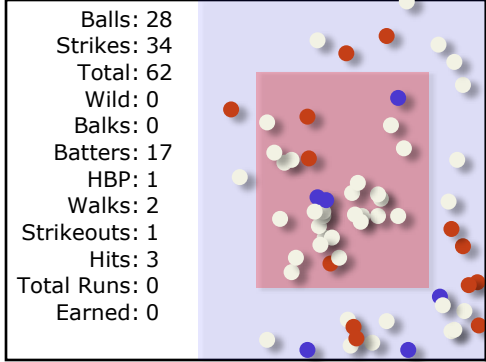 Balls: 28
Strikes: 34
Total: 62
Wild: 0
Balks: 0
Batters: 17
HBP: 1
Walks: 2
Strikeouts: 1
Hits: 3
Total Runs: 0
Earned: 0